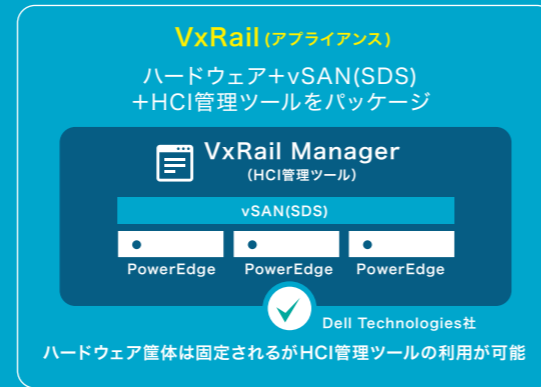 VxRail(アプライアンス)
ハードウェア+vSAN(SDS)
+HCI管理ツールをパッケージ
VxRail Manager
(HCI管理ツール)
vSAN(SDS)
PowerEdge PowerEdge PowerEdge
Dell Technologies社
ハードウェア筐体は固定されるがHCI管理ツールの利用が可能